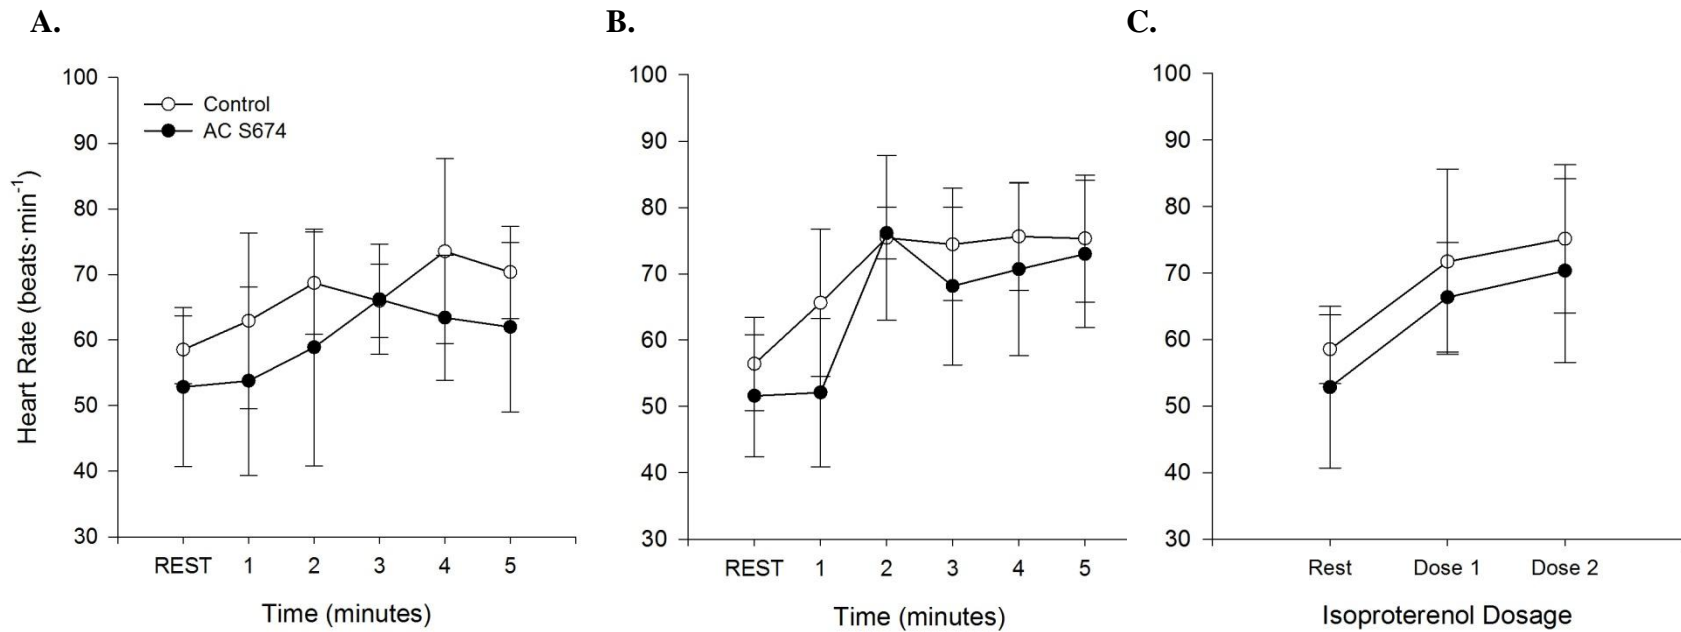 A.
B.
C.
Heart Rate (beats·min⁻¹)
100
90
80
70
60
50
40
30
Control
AC S674
REST 1 2 3 4 5
Time (minutes)
100
90
80
70
60
50
40
30
REST 1 2 3 4 5
Time (minutes)
100
90
80
70
60
50
40
30
Rest Dose 1 Dose 2
Isoproterenol Dosage